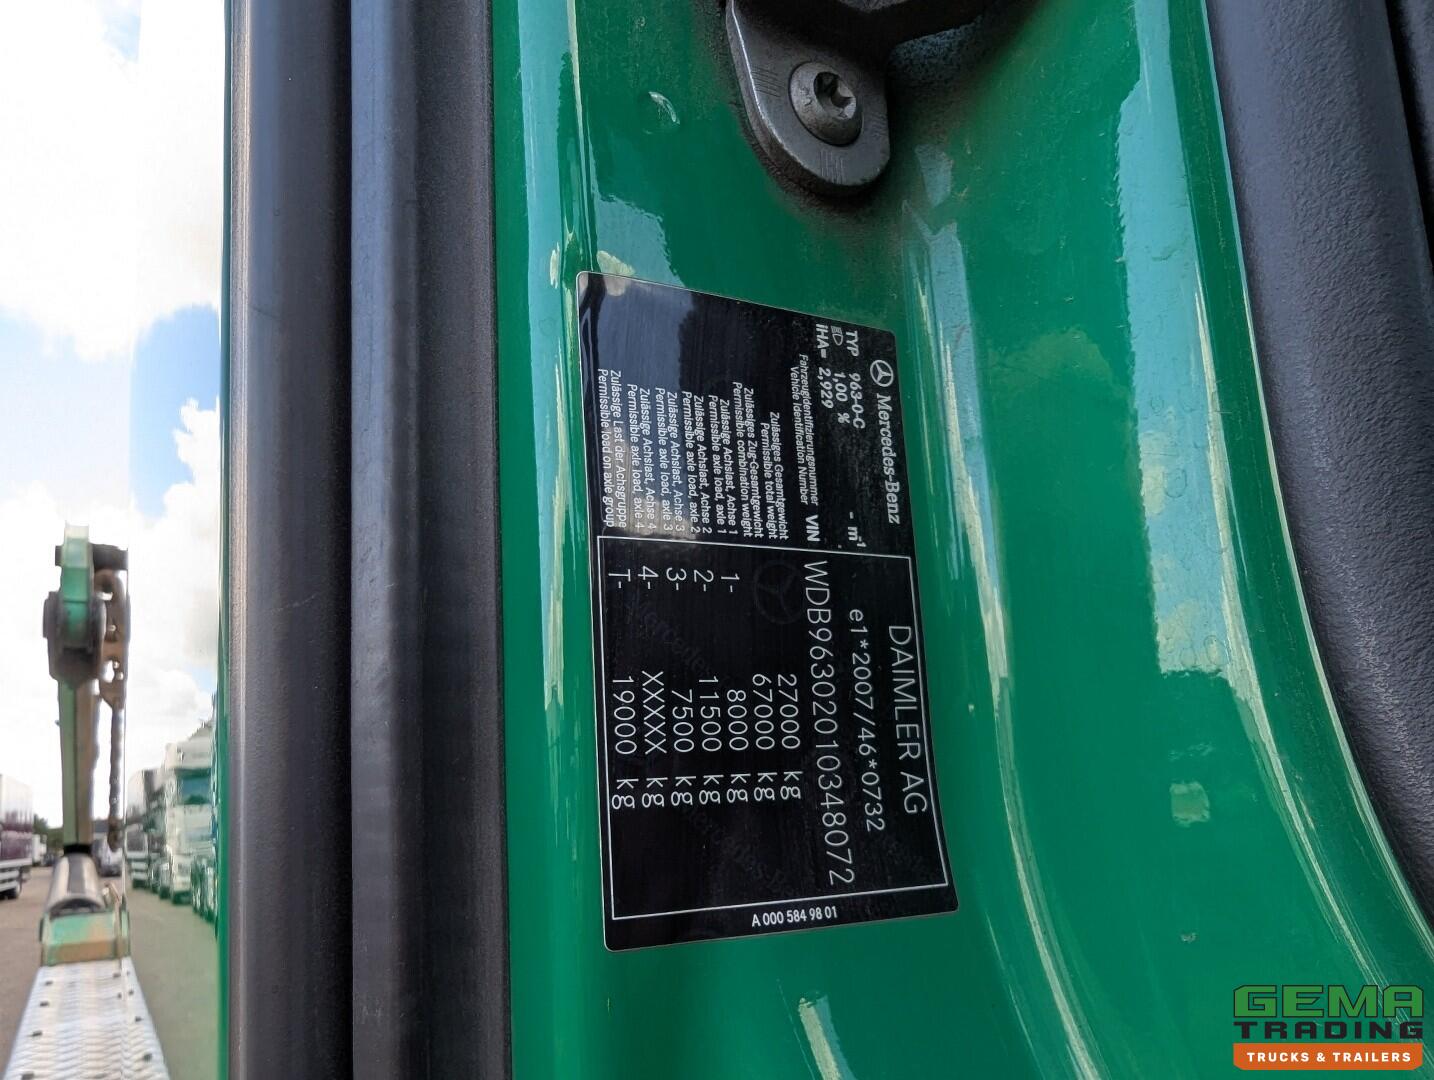 Mercedes-Benz
TYP 963-0-C - m⁻¹
1,00 %
iHA= 2,929
DAIMLER AG
e1*2007/46*0732
Fahrzeugidentifizierungsnummer
Vehicle Identification Number VIN WDB96302010348072
Zulässiges Gesamtgewicht
Permissible total weight 27000 kg
Zulässiges Zug-Gesamtgewicht
Permissible combination weight 67000 kg
Zulässige Achslast, Achse 1
Permissible axle load, axle 1 1- 8000 kg
Zulässige Achslast, Achse 2
Permissible axle load, axle 2 2- 11500 kg
Zulässige Achslast, Achse 3
Permissible axle load, axle 3 3- 7500 kg
Zulässige Achslast, Achse 4
Permissible axle load, axle 4 4- XXXXX kg
Zulässige Last der Achsgruppe
Permissible load on axle group T- 19000 kg
A 000 584 98 01
GEMA
TRADING
TRUCKS & TRAILERS